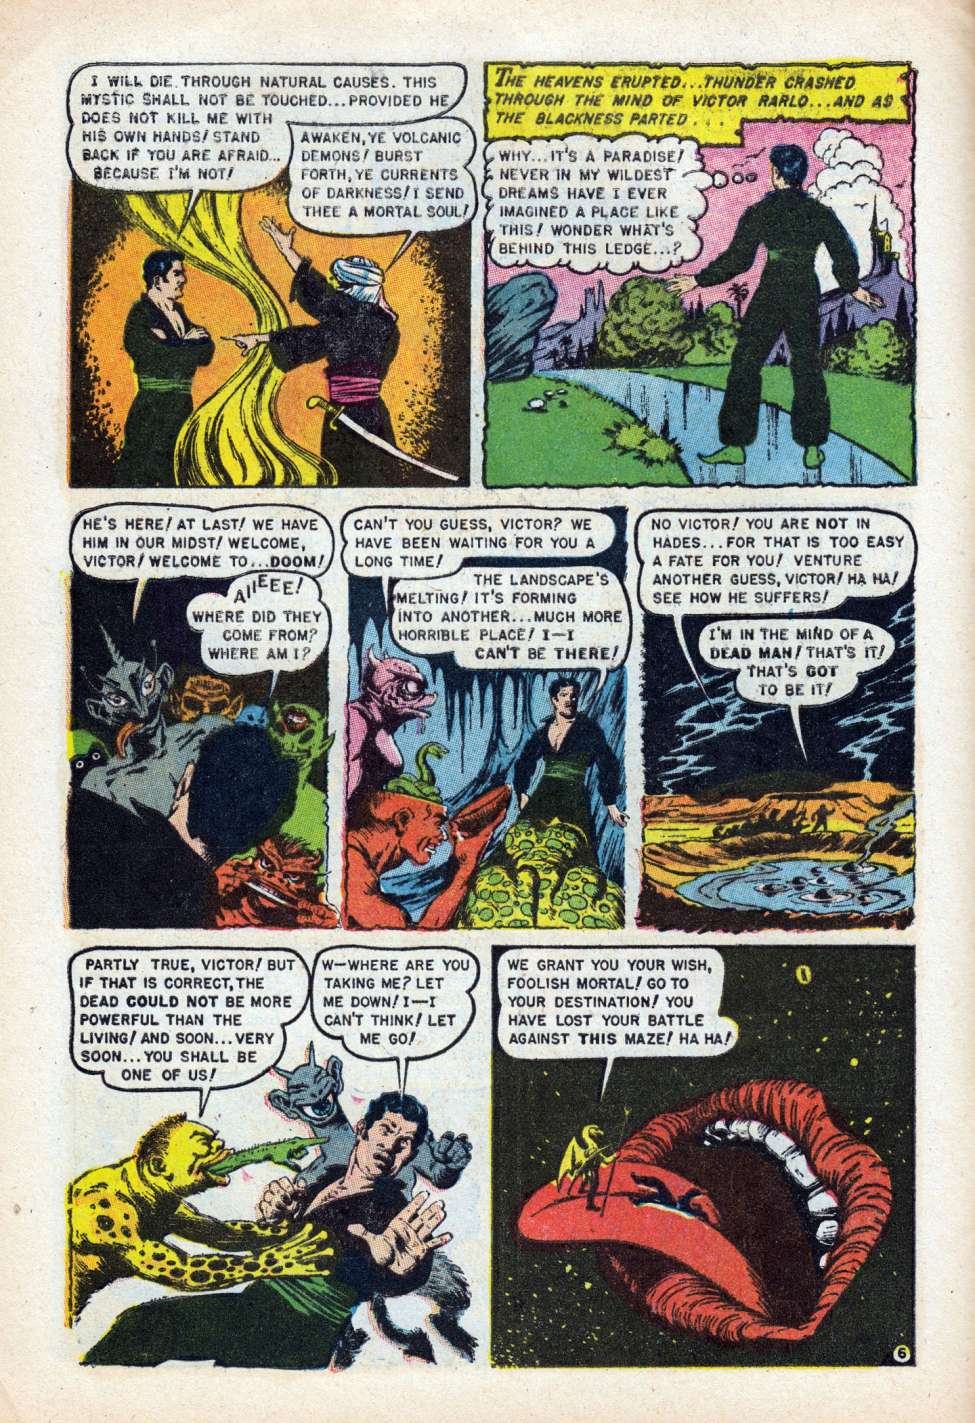 I WILL DIE THROUGH NATURAL CAUSES. THIS
MYSTIC SHALL NOT BE TOUCHED...PROVIDED HE
DOES NOT KILL ME WITH
HIS OWN HANDS! STAND
BACK IF YOU ARE AFRAID...
BECAUSE I'M NOT!
AWAKEN, YE VOLCANIC
DEMONS! BURST
FORTH, YE CURRENTS
OF DARKNESS! I SEND
THEE A MORTAL SOUL!
THE HEAVENS ERUPTED...THUNDER CRASHED
THROUGH THE MIND OF VICTOR RARLO...AND AS
THE BLACKNESS PARTED...
WHY...IT'S A PARADISE!
NEVER IN MY WILDEST
DREAMS HAVE I EVER
IMAGINED A PLACE LIKE
THIS! WONDER WHAT'S
BEHIND THIS LEDGE...?
HE'S HERE! AT LAST! WE HAVE
HIM IN OUR MIDST! WELCOME,
VICTOR! WELCOME TO...DOOM!
AIIEEEE!
WHERE DID THEY
COME FROM?
WHERE AM I?
CAN'T YOU GUESS, VICTOR? WE
HAVE BEEN WAITING FOR YOU A
LONG TIME!
THE LANDSCAPE'S
MELTING! IT'S FORMING
INTO ANOTHER...MUCH MORE
HORRIBLE PLACE! I-I
CAN'T BE THERE!
NO VICTOR! YOU ARE NOT IN
HADES...FOR THAT IS TOO EASY
A FATE FOR YOU! VENTURE
ANOTHER GUESS, VICTOR! HA HA!
SEE HOW HE SUFFERS!
I'M IN THE MIND OF A
DEAD MAN! THAT'S IT!
THAT'S GOT
TO BE IT!
PARTLY TRUE, VICTOR! BUT
IF THAT IS CORRECT, THE
DEAD COULD NOT BE MORE
POWERFUL THAN THE
LIVING! AND SOON...VERY
SOON...YOU SHALL BE
ONE OF US!
W-WHERE ARE YOU
TAKING ME? LET
ME DOWN! I-I
CAN'T THINK! LET
ME GO!
WE GRANT YOU YOUR WISH,
FOOLISH MORTAL! GO TO
YOUR DESTINATION! YOU
HAVE LOST YOUR BATTLE
AGAINST THIS MAZE! HA HA!
6